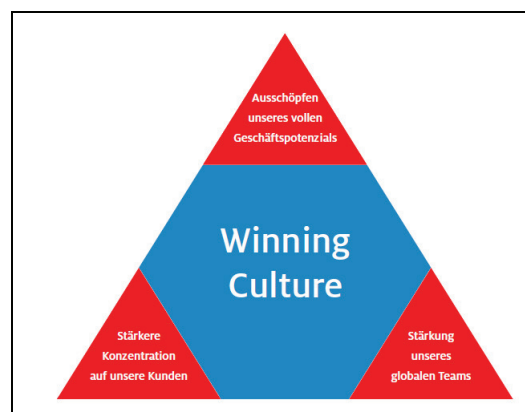 Ausschöpfen
unseres vollen
Geschäftspotenzials
Winning
Culture
Stärkere
Konzentration
auf unsere Kunden
Stärkung
unseres
globalen Teams